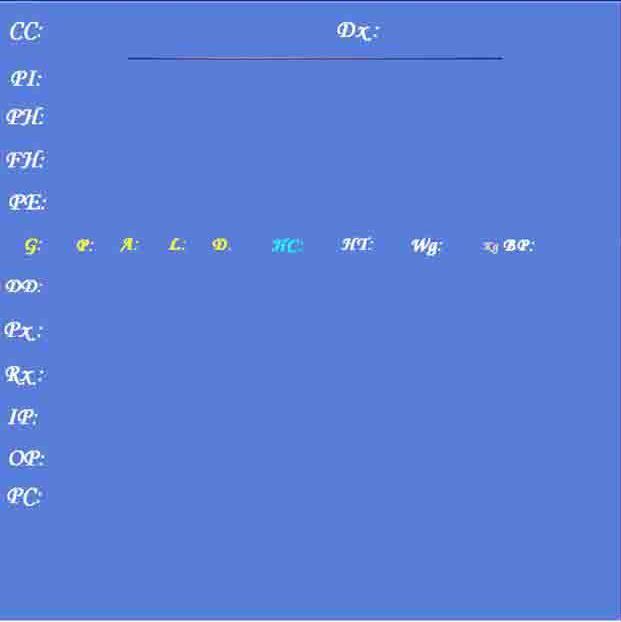 CC: Dx:
PI:
PH:
FH:
PE:
G: P: A: L: D. HC: HT: Wg: Kg BP:
DD:
Px:
Rx:
IP:
OP:
PC: